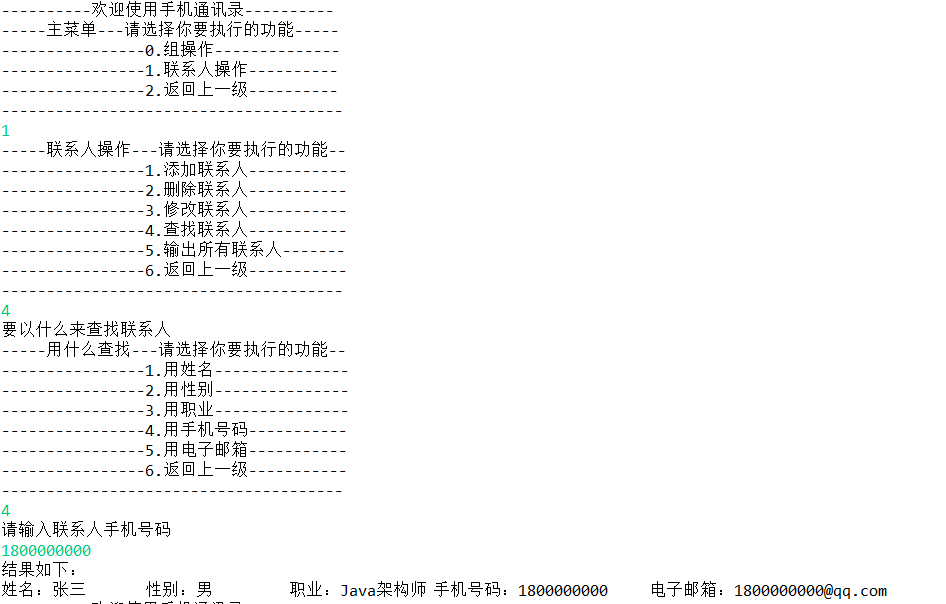 ----------欢迎使用手机通讯录----------
-----主菜单---请选择你要执行的功能-----
----------------0.组操作--------------
----------------1.联系人操作----------
----------------2.返回上一级----------
--------------------------------------
1
-----联系人操作---请选择你要执行的功能--
----------------1.添加联系人-----------
----------------2.删除联系人-----------
----------------3.修改联系人-----------
----------------4.查找联系人-----------
----------------5.输出所有联系人-------
----------------6.返回上一级-----------
--------------------------------------
4
要以什么来查找联系人
-----用什么查找---请选择你要执行的功能--
----------------1.用姓名---------------
----------------2.用性别---------------
----------------3.用职业---------------
----------------4.用手机号码-----------
----------------5.用电子邮箱-----------
----------------6.返回上一级-----------
--------------------------------------
4
请输入联系人手机号码
1800000000
结果如下：
姓名：张三 性别：男 职业：Java架构师 手机号码：1800000000 电子邮箱：1800000000@qq.com